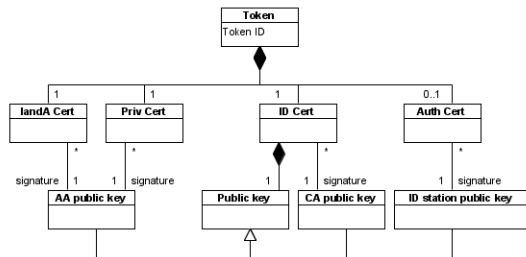 Token
Token ID
1 1 1 0..1
IandA Cert Priv Cert ID Cert Auth Cert
* * * *
signature 1 1 signature 1 1 signature 1 signature
AA public key Public key CA public key ID station public key